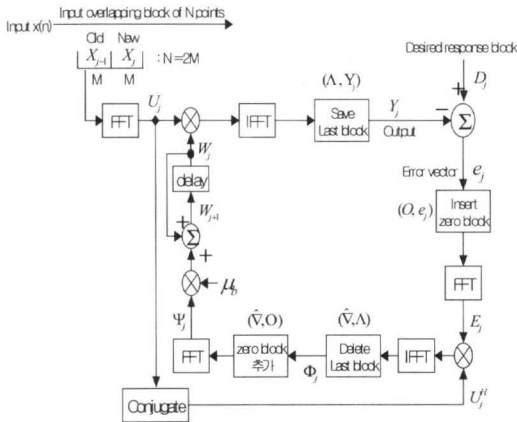 Input overlapping block of N points
Input x(n)
Old New
X_{j-1} X_j : N=2M
M M
Desired response block
D_j
U_j
(Λ, Y_j)
FFT
IFFT
Save Last block
Y_j
Output
Σ
W_j
delay
W_{j+1}
Σ
Error vector
e_j
(O, e_j)
Insert zero block
FFT
μ_b
Ψ_j
(∇̂,O)
(∇̂,Λ)
E_j
FFT
zero block 추가
Φ_j
Delete Last block
IFFT
Conjugate
U_j^H